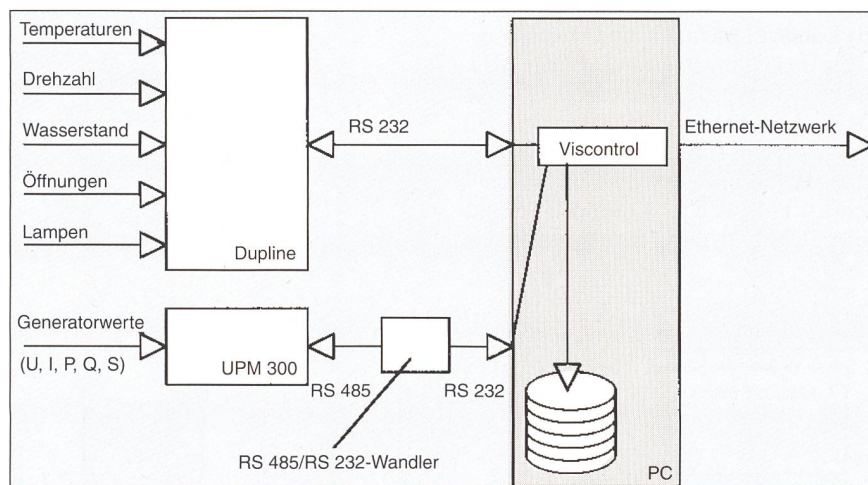 Temperaturen
Drehzahl
Wasserstand
Öffnungen
Lampen
Dupline
RS 232
Viscontrol
Ethernet-Netzwerk
Generatorwerte
(U, I, P, Q, S)
UPM 300
RS 485
RS 232
RS 485/RS 232-Wandler
PC